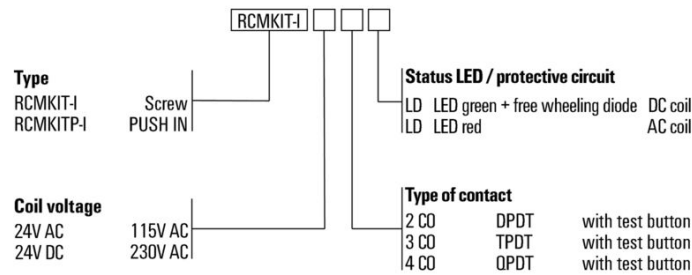 RCMKIT-I
Type
RCMKIT-I Screw
RCMKITP-I PUSH IN
Status LED / protective circuit
LD LED green + free wheeling diode DC coil
LD LED red AC coil
Coil voltage
24V AC 115V AC
24V DC 230V AC
Type of contact
2 CO DPDT with test button
3 CO TPDT with test button
4 CO QPDT with test button